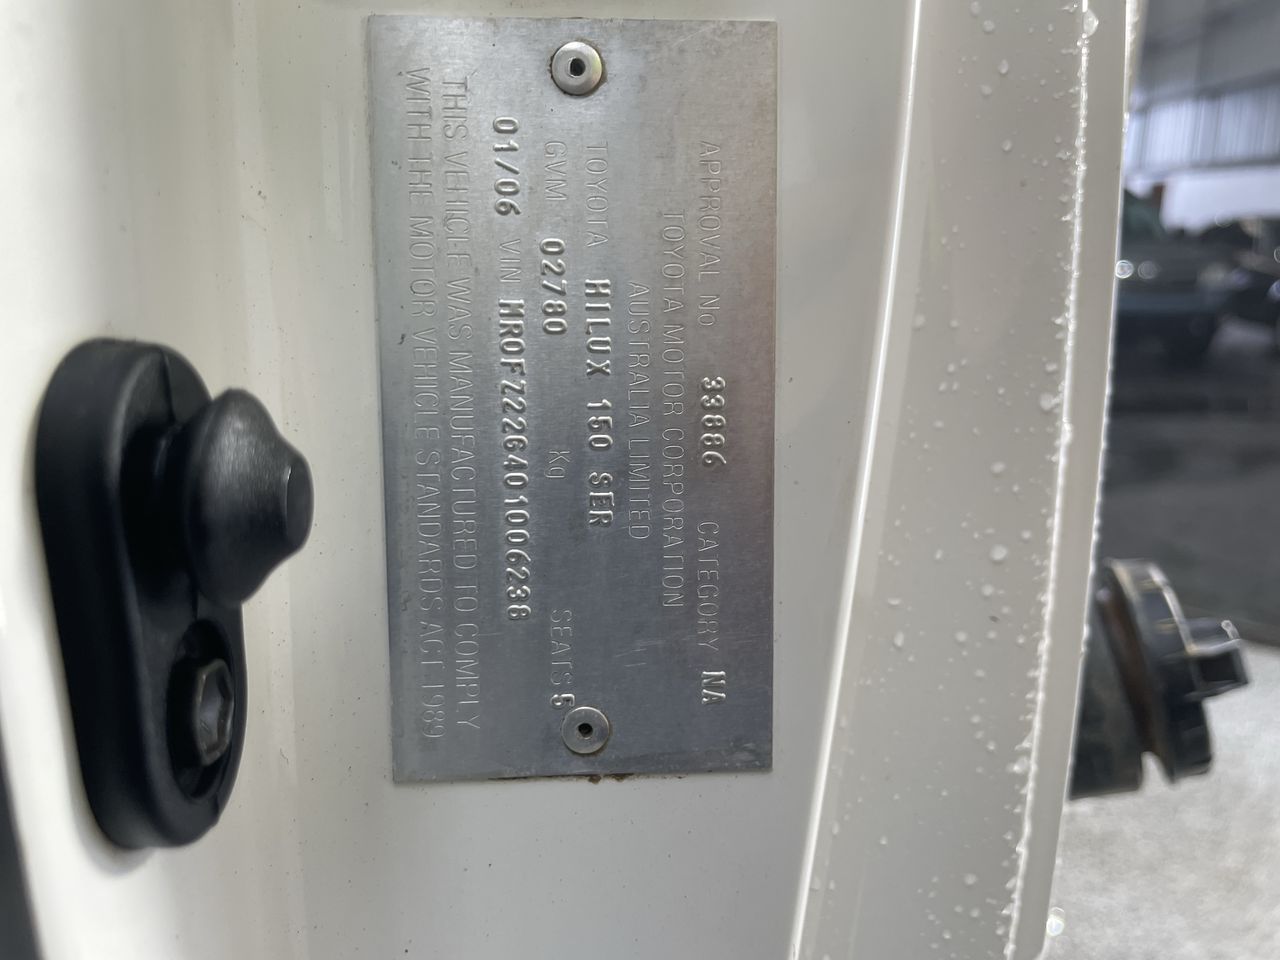 APPROVAL No 33886 CATEGORY NA
TOYOTA MOTOR CORPORATION
AUSTRALIA LIMITED
TOYOTA HILUX 150 SER
GVM 02780 Kg SEATS 5
01/06 VIN MR0FZ22G401006238
THIS VEHICLE WAS MANUFACTURED TO COMPLY
WITH THE MOTOR VEHICLE STANDARDS ACT 1989